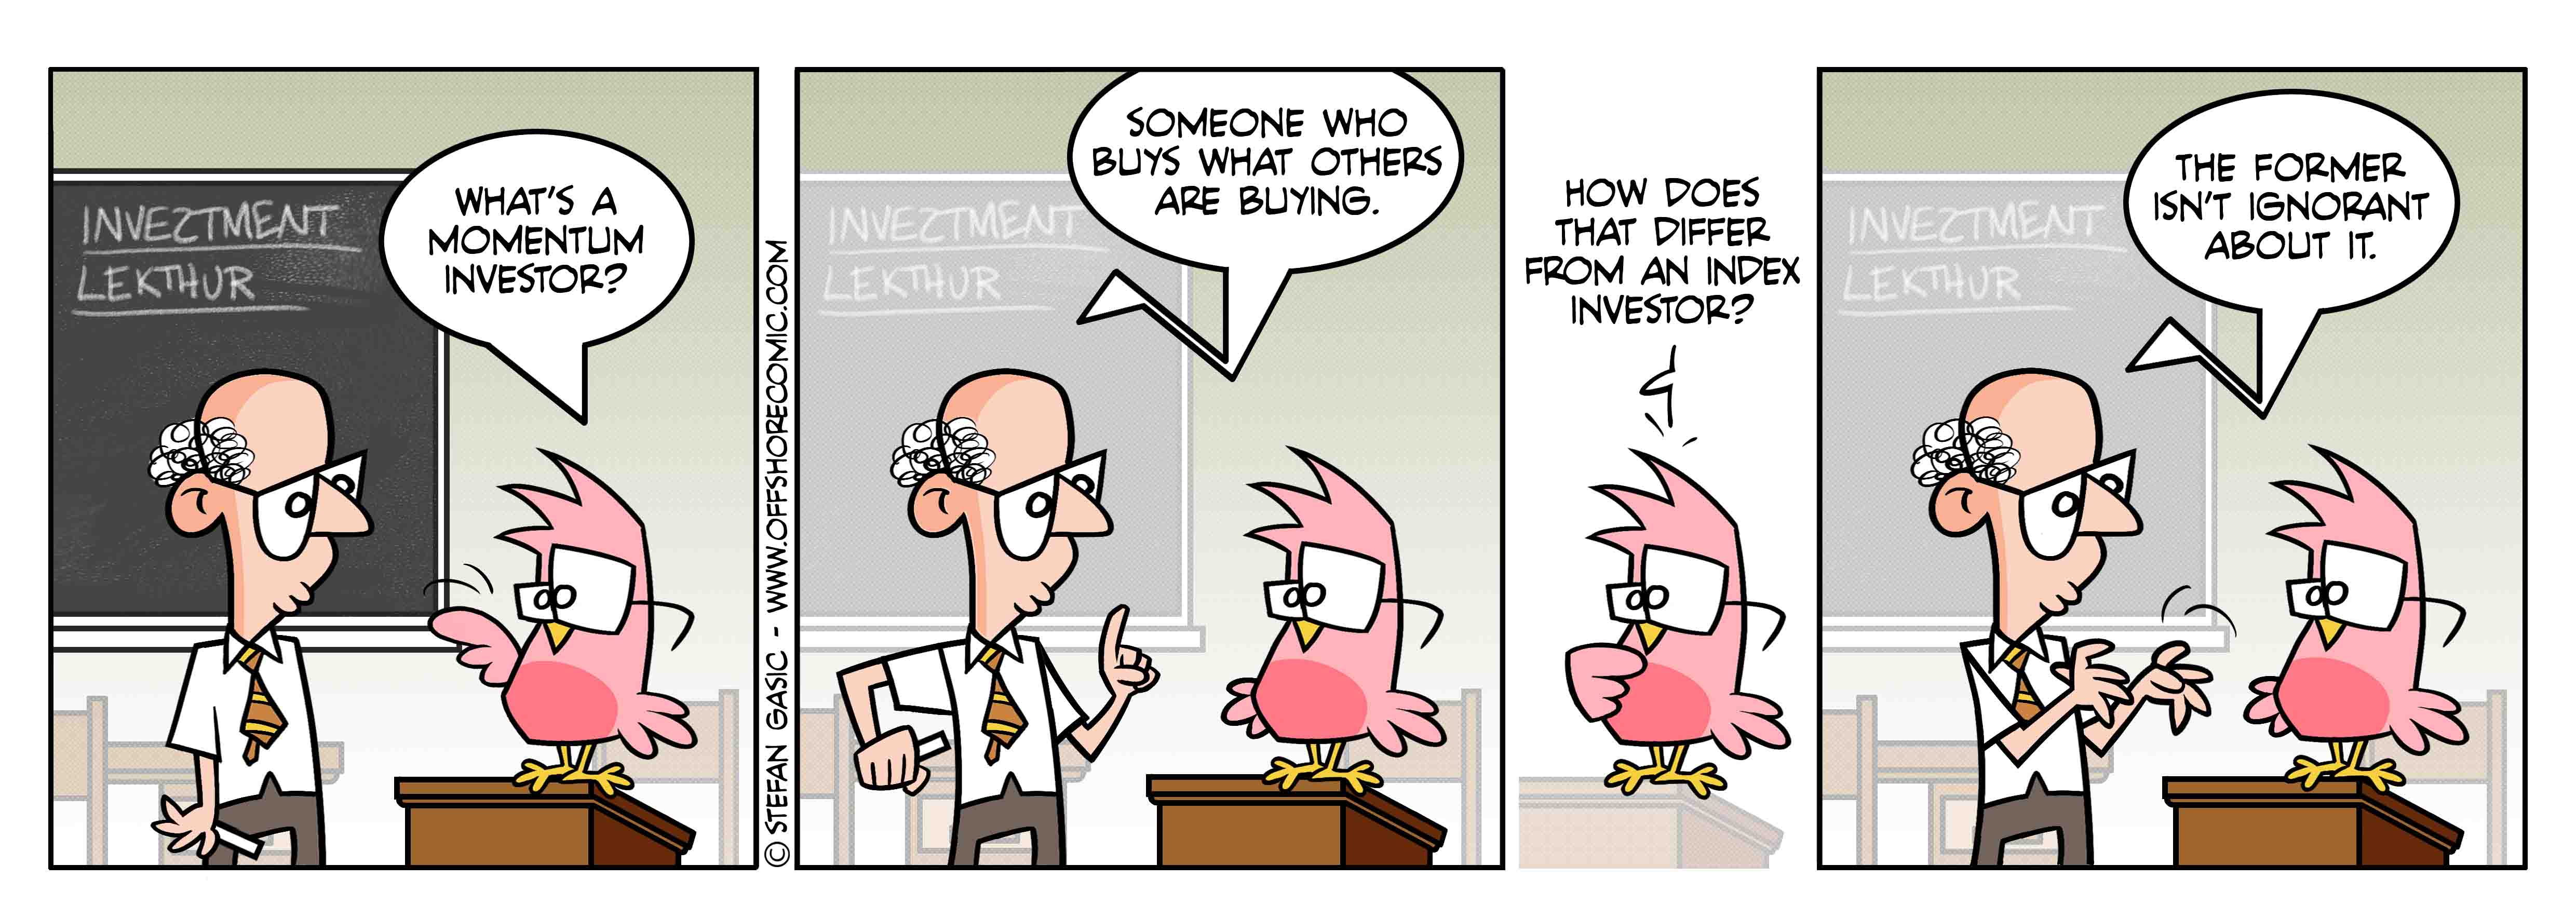 INVEZTMENT
LEKTHUR
WHAT'S A
MOMENTUM
INVESTOR?
© STEFAN GASIC - WWW.OFFSHORECOMIC.COM
INVEZTMENT
LEKTHUR
SOMEONE WHO
BUYS WHAT OTHERS
ARE BUYING.
HOW DOES
THAT DIFFER
FROM AN INDEX
INVESTOR?
INVEZTMENT
LEKTHUR
THE FORMER
ISN'T IGNORANT
ABOUT IT.